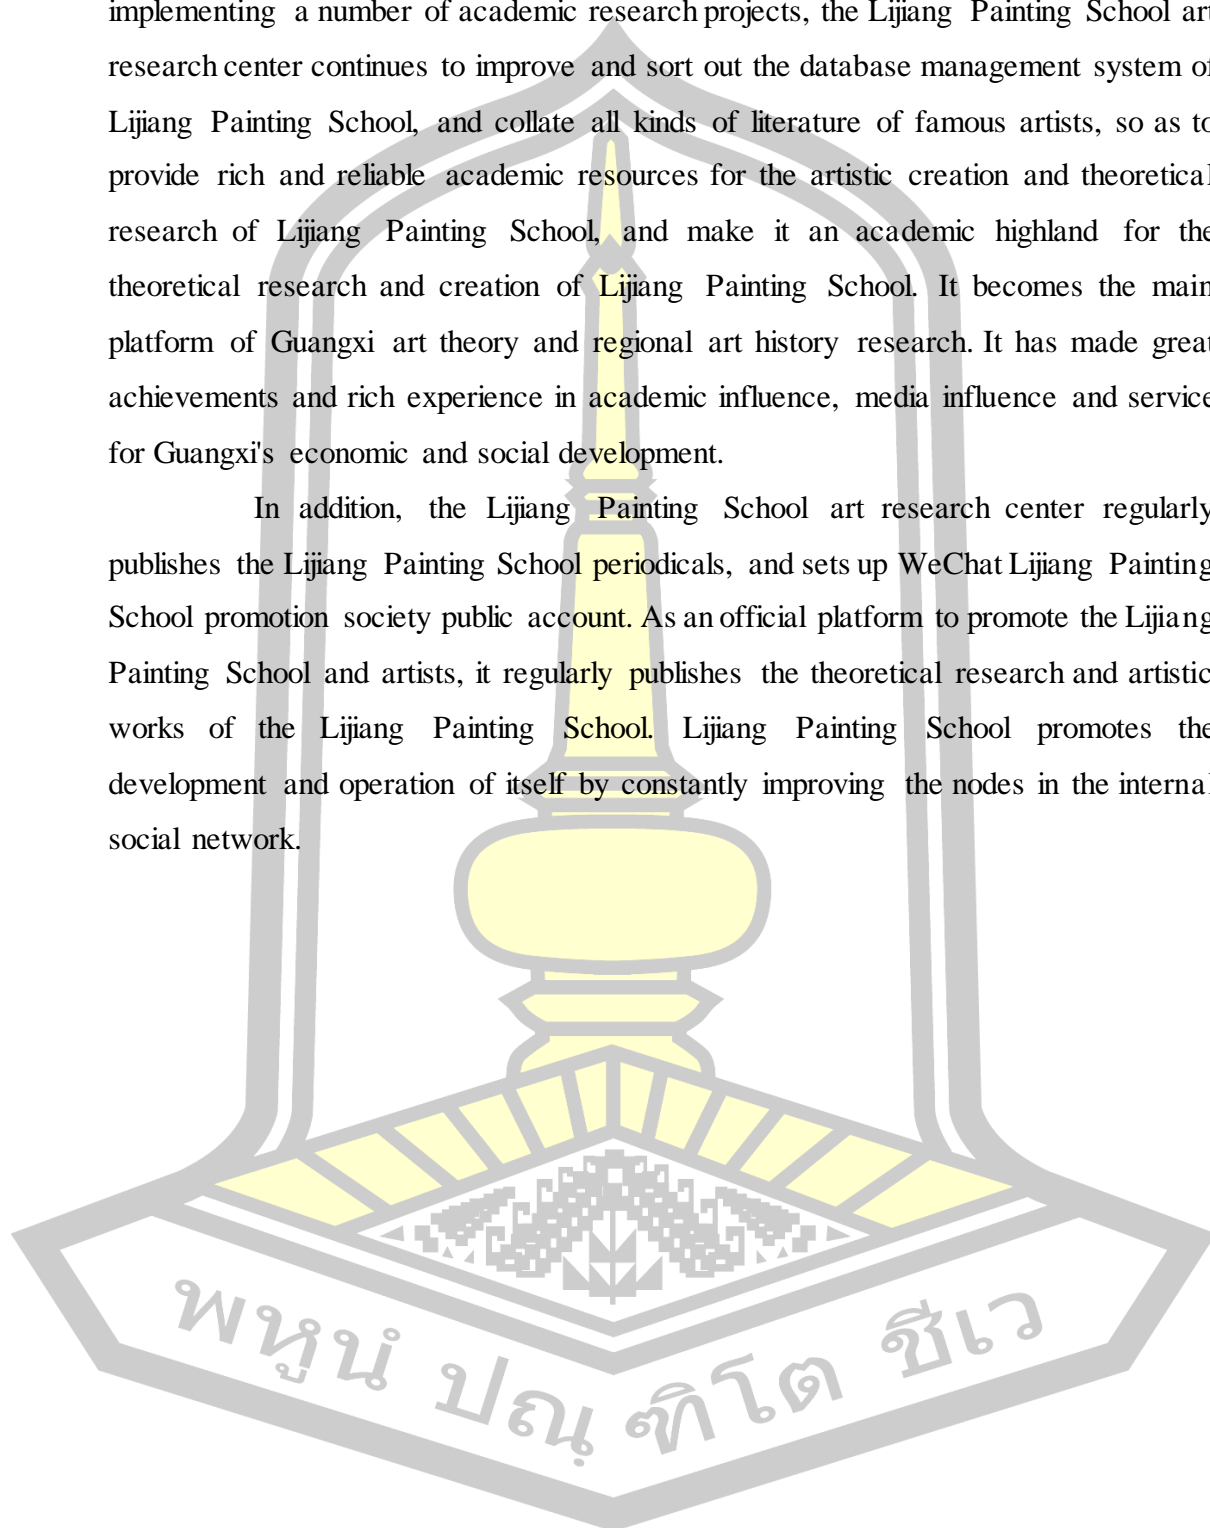 implementing a number of academic research projects, the Lijiang Painting School art
research center continues to improve and sort out the database management system of
Lijiang Painting School, and collate all kinds of literature of famous artists, so as to
provide rich and reliable academic resources for the artistic creation and theoretical
research of Lijiang Painting School, and make it an academic highland for the
theoretical research and creation of Lijiang Painting School. It becomes the main
platform of Guangxi art theory and regional art history research. It has made great
achievements and rich experience in academic influence, media influence and service
for Guangxi's economic and social development.
In addition, the Lijiang Painting School art research center regularly
publishes the Lijiang Painting School periodicals, and sets up WeChat Lijiang Painting
School promotion society public account. As an official platform to promote the Lijiang
Painting School and artists, it regularly publishes the theoretical research and artistic
works of the Lijiang Painting School. Lijiang Painting School promotes the
development and operation of itself by constantly improving the nodes in the internal
social network.
พหูนํ ปณฺฑิโต ชีเว